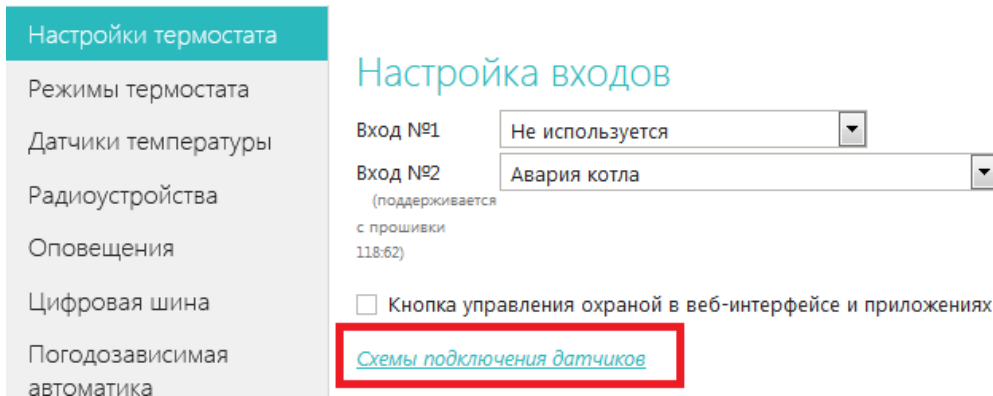 Настройки термостата
Режимы термостата
Датчики температуры
Радиоустройства
Оповещения
Цифровая шина
Погодозависимая
автоматика
Настройка входов
Вход №1 Не используется
Вход №2 Авария котла
(поддерживается
с прошивки
118:62)
Кнопка управления охраной в веб-интерфейсе и приложениях
Схемы подключения датчиков